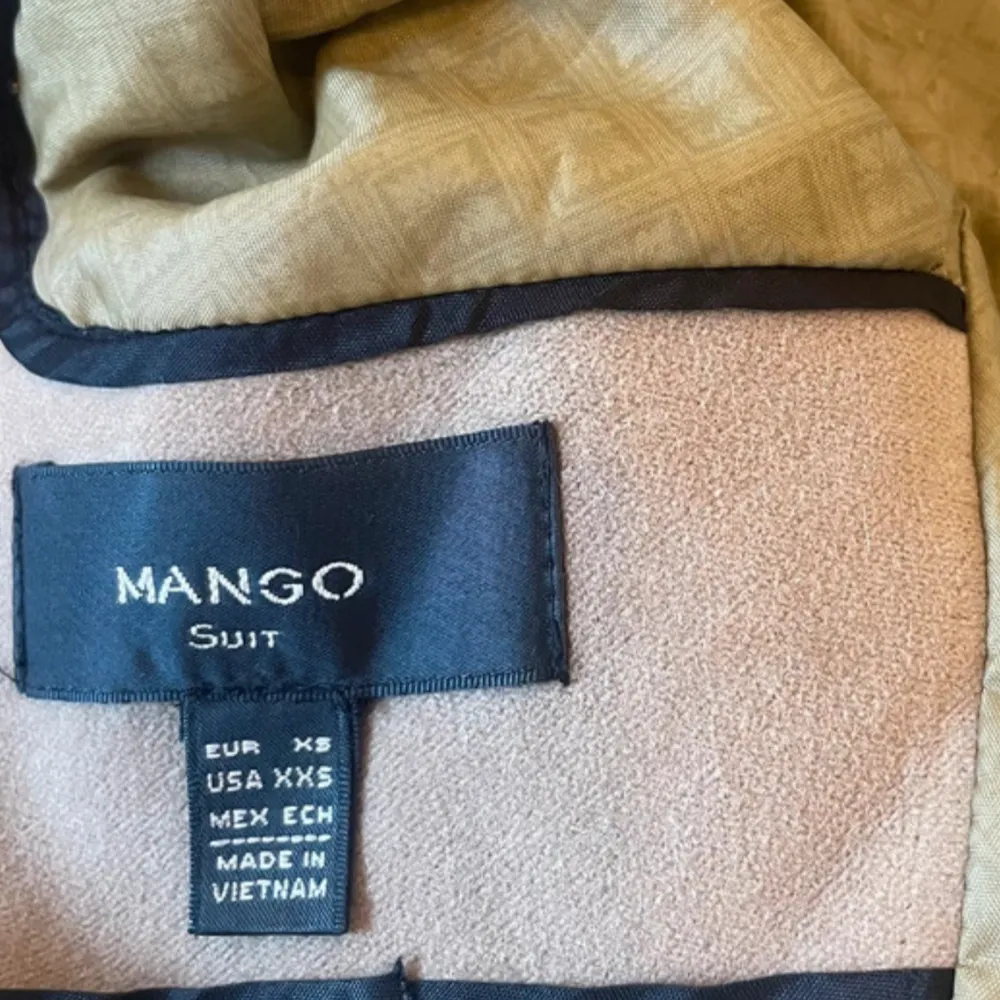 MANGO
SUIT
EUR XS
USA XXS
MEX ECH
MADE IN
VIETNAM